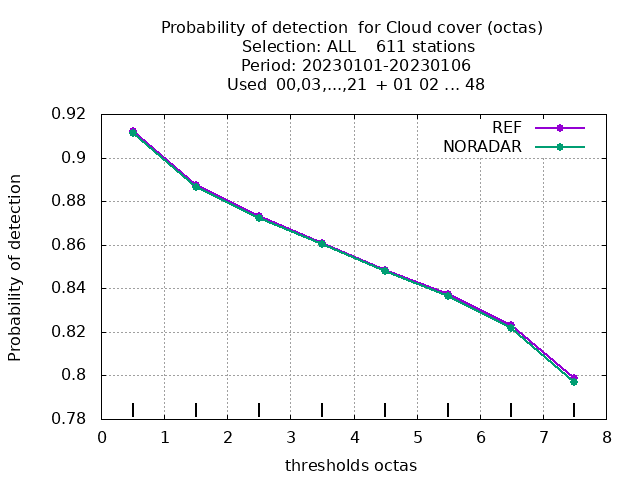 Probability of detection  for Cloud cover (octas)
Selection: ALL    611 stations
Period: 20230101-20230106
Used  00,03,...,21  + 01 02 ... 48
REF
NORADAR
0.92
0.9
0.88
0.86
0.84
0.82
0.8
0.78
Probability of detection
0 1 2 3 4 5 6 7 8
thresholds octas